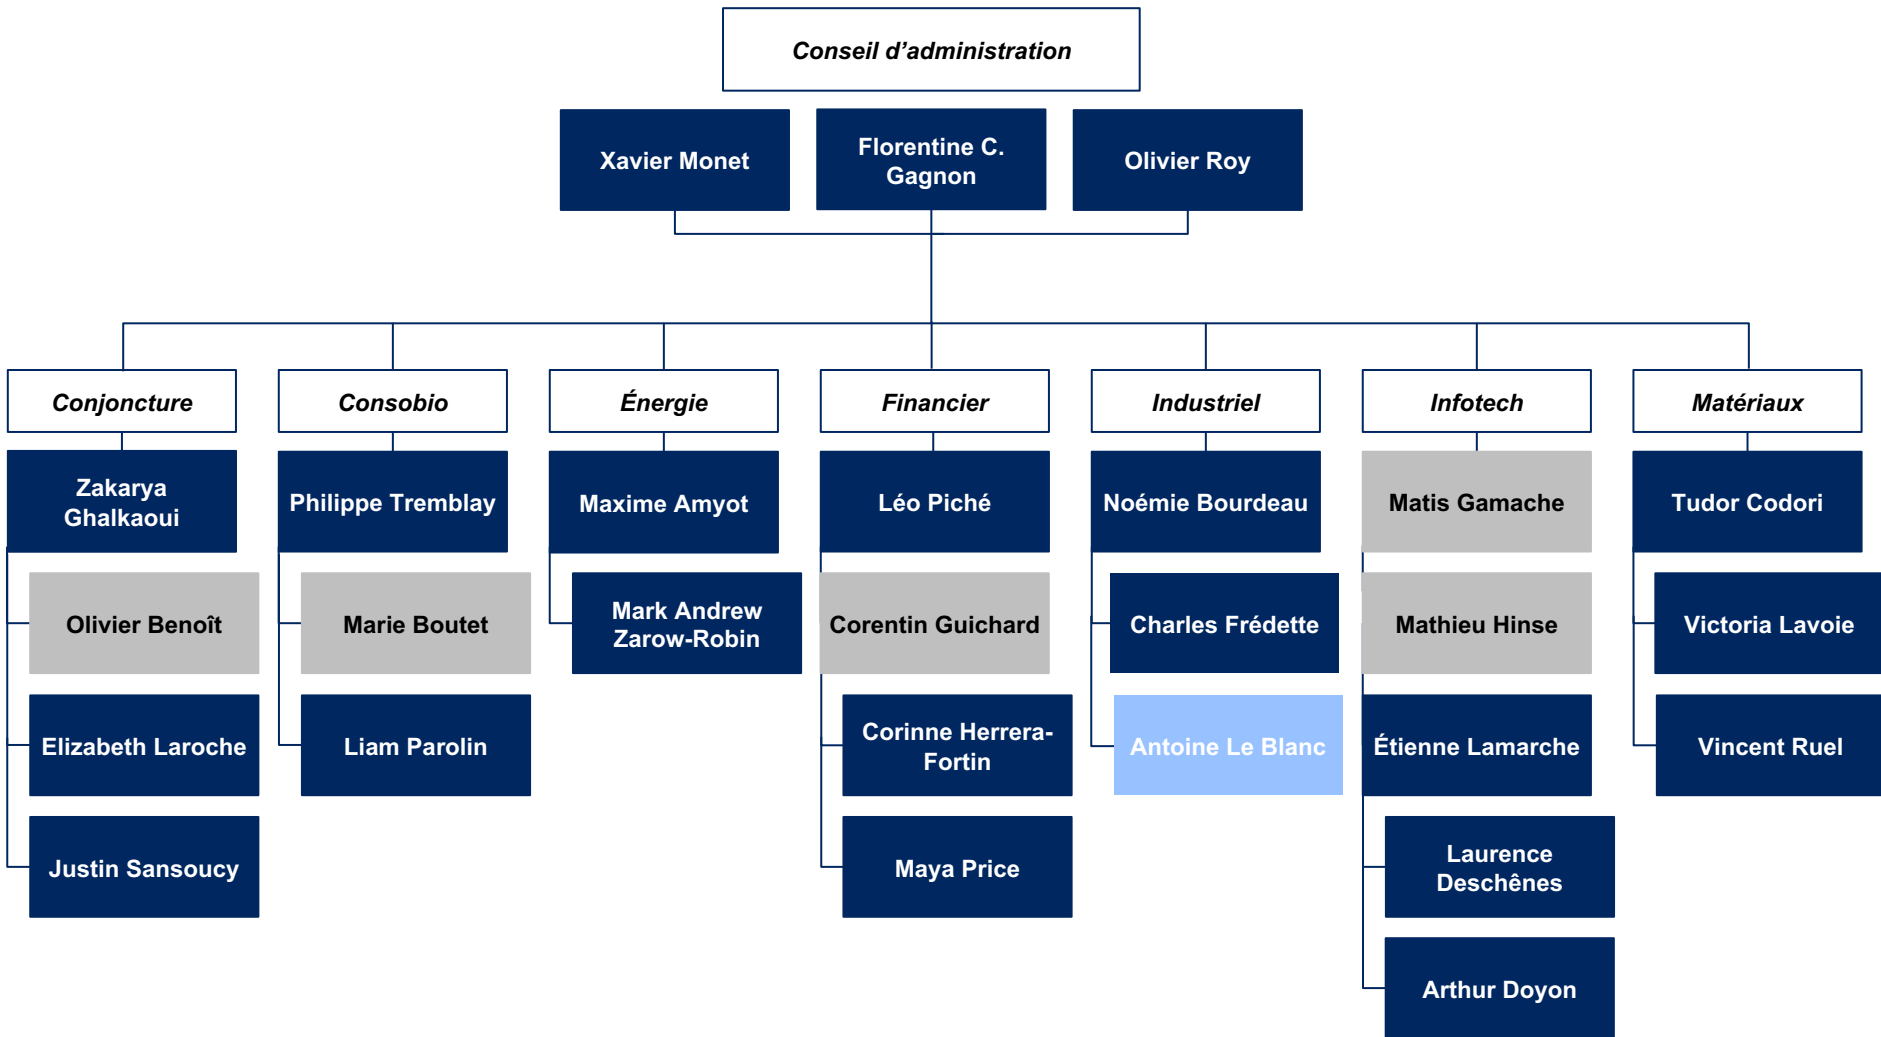 Conseil d’administration
Xavier Monet
Florentine C.
Gagnon
Olivier Roy
Conjoncture
Consobio
Énergie
Financier
Industriel
Infotech
Matériaux
Zakarya
Ghalkaoui
Philippe Tremblay
Maxime Amyot
Léo Piché
Noémie Bourdeau
Matis Gamache
Tudor Codori
Olivier Benoît
Marie Boutet
Mark Andrew
Zarow-Robin
Corentin Guichard
Charles Frédette
Mathieu Hinse
Victoria Lavoie
Elizabeth Laroche
Liam Parolin
Corinne Herrera-
Fortin
Antoine Le Blanc
Étienne Lamarche
Vincent Ruel
Justin Sansoucy
Maya Price
Laurence
Deschênes
Arthur Doyon